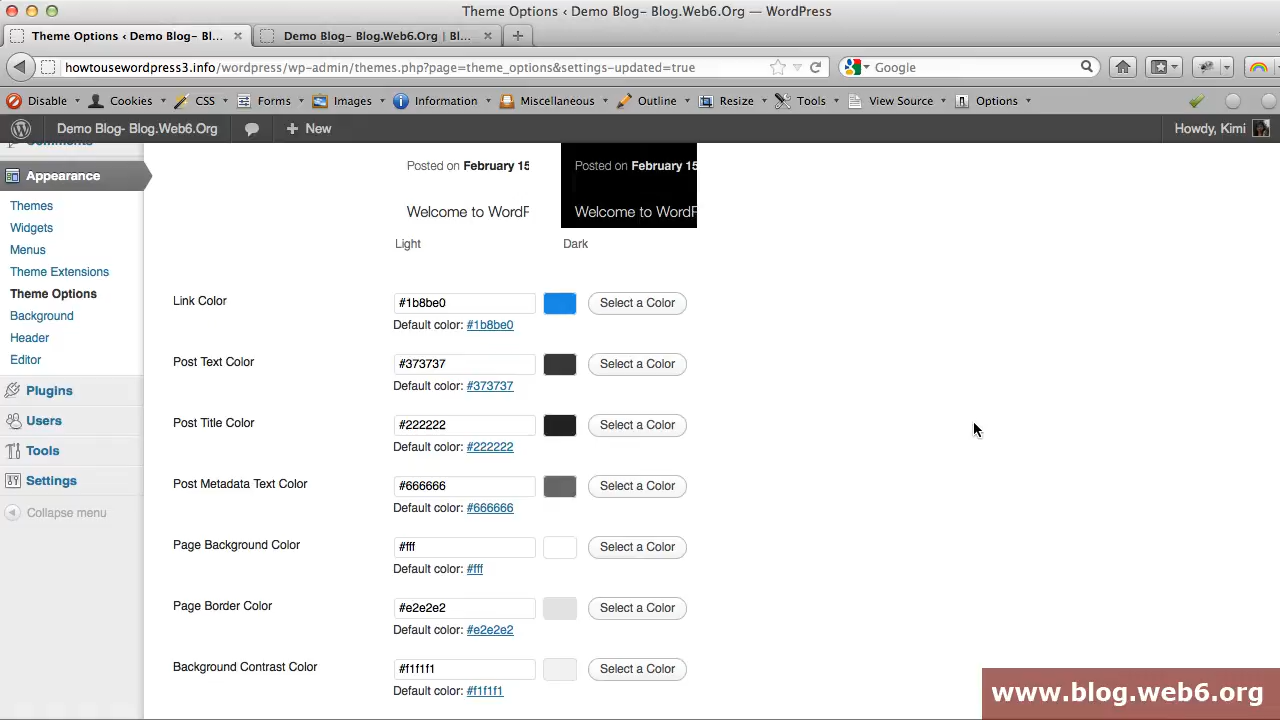 Theme Options ‹ Demo Blog- Blog.Web6.Org — WordPress
Theme Options ‹ Demo Blog- Bl... Demo Blog- Blog.Web6.Org | Bl...
howtousewordpress3.info/wordpress/wp-admin/themes.php?page=theme_options&settings-updated=true Google
Disable Cookies CSS Forms Images Information Miscellaneous Outline Resize Tools View Source Options
Demo Blog- Blog.Web6.Org New Howdy, Kimi
Comments
Appearance
Themes
Widgets
Menus
Theme Extensions
Theme Options
Background
Header
Editor
Plugins
Users
Tools
Settings
Collapse menu
Posted on February 15 Posted on February 15
Welcome to WordP Welcome to WordP
Light Dark
Link Color #1b8be0 Select a Color
Default color: #1b8be0
Post Text Color #373737 Select a Color
Default color: #373737
Post Title Color #222222 Select a Color
Default color: #222222
Post Metadata Text Color #666666 Select a Color
Default color: #666666
Page Background Color #fff Select a Color
Default color: #fff
Page Border Color #e2e2e2 Select a Color
Default color: #e2e2e2
Background Contrast Color #f1f1f1 Select a Color
Default color: #f1f1f1
www.blog.web6.org